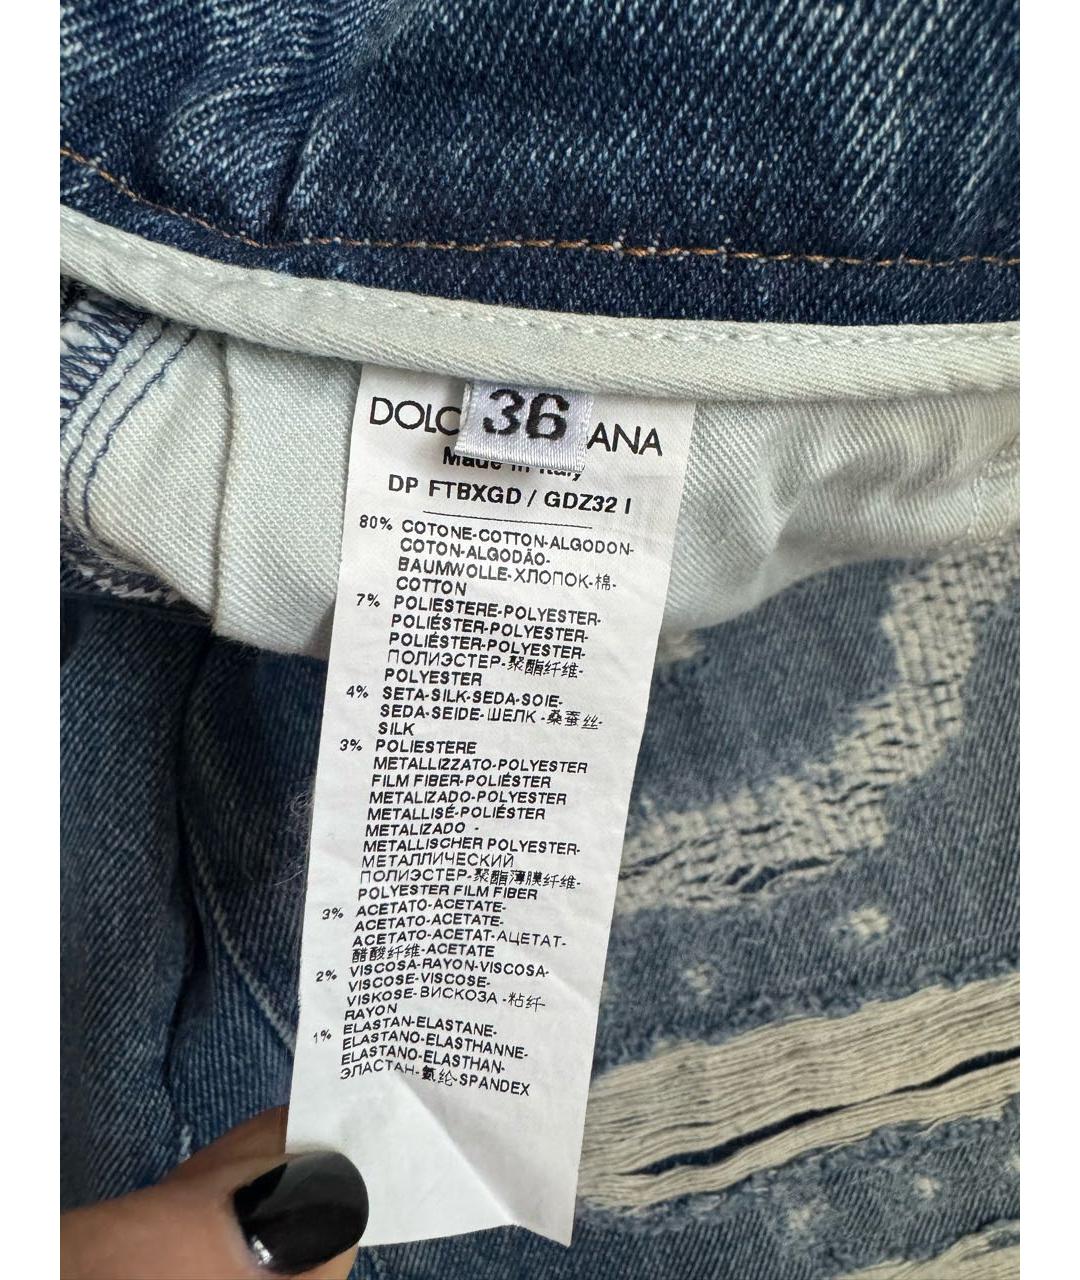 DOLC 36 ANA
Made in Italy
DP FTBXGD / GDZ32 I
80% COTONE-COTTON-ALGODON-
COTON-ALGODÃO-
BAUMWOLLE-ХЛОПОК-棉-
COTTON
7% POLIESTERE-POLYESTER-
POLIÉSTER-POLYESTER-
POLIÉSTER-POLYESTER-
ПОЛИЭСТЕР-聚酯纤维-
POLYESTER
4% SETA-SILK-SEDA-SOIE-
SEDA-SEIDE-ШЕЛК -桑蚕丝-
SILK
3% POLIESTERE
METALLIZZATO-POLYESTER
FILM FIBER-POLIÉSTER
METALIZADO-POLYESTER
METALLISÉ-POLIÉSTER
METALIZADO -
METALLISCHER POLYESTER-
МЕТАЛЛИЧЕСКИЙ
ПОЛИЭСТЕР-聚酯薄膜纤维-
POLYESTER FILM FIBER
3% ACETATO-ACETATE-
ACETATO-ACETATE-
ACETATO-ACETAT-АЦЕТАТ-
醋酸纤维-ACETATE
2% VISCOSA-RAYON-VISCOSA-
VISCOSE-VISCOSE-
VISKOSE-ВИСКОЗА -粘纤-
RAYON
1% ELASTAN-ELASTANE-
ELASTANO-ELASTHANNE-
ELASTANO-ELASTHAN-
ЭЛАСТАН-氨纶-SPANDEX